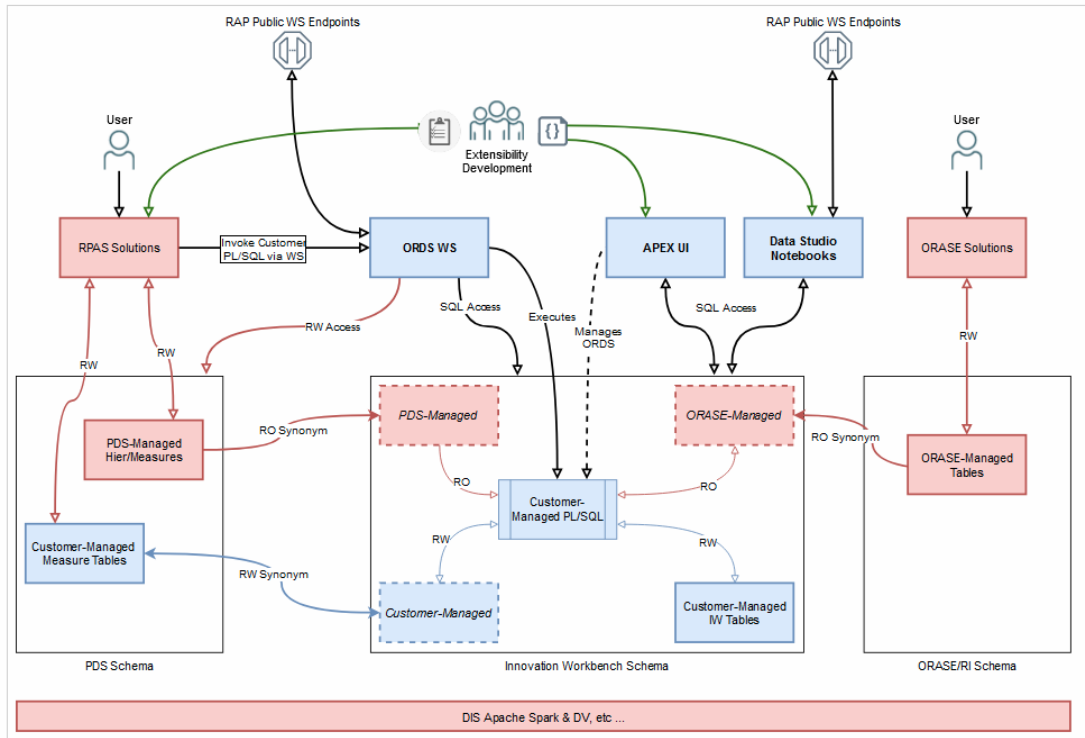 RAP Public WS Endpoints
RAP Public WS Endpoints
User
{}
User
Extensibility
Development
RPAS Solutions
Invoke Customer
PL/SQL via WS
ORDS WS
APEX UI
Data Studio
Notebooks
ORASE Solutions
SQL Access
SQL Access
Executes
RW Access
Manages
ORDS
RW
RW
RW
PDS-Managed
ORASE-Managed
RO Synonym
RO Synonym
PDS-Managed
Hier/Measures
ORASE-Managed
Tables
RO
RO
Customer-
Managed PL/SQL
Customer-Managed
Measure Tables
RW
RW
RW Synonym
Customer-Managed
Customer-Managed
IW Tables
PDS Schema
Innovation Workbench Schema
ORASE/RI Schema
DIS Apache Spark & DV, etc ...